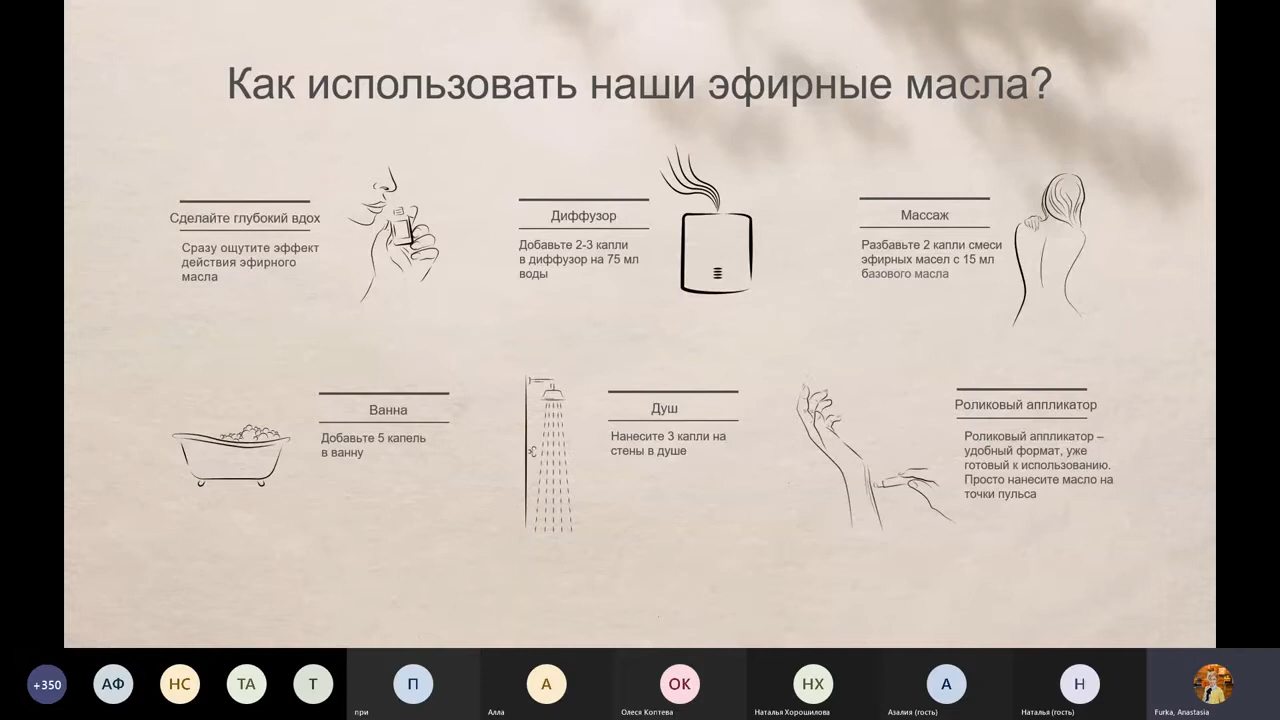 Как использовать наши эфирные масла?
Сделайте глубокий вдох
Сразу ощутите эффект
действия эфирного
масла
Диффузор
Добавьте 2-3 капли
в диффузор на 75 мл
воды
Массаж
Разбавьте 2 капли смеси
эфирных масел с 15 мл
базового масла
Ванна
Добавьте 5 капель
в ванну
Душ
Нанесите 3 капли на
стены в душе
Роликовый аппликатор
Роликовый аппликатор –
удобный формат, уже
готовый к использованию.
Просто нанесите масло на
точки пульса
+350
АФ
НС
ТА
Т
П
при
А
Алла
ОК
Олеся Коптева
НХ
Наталья Хорошилова
А
Азалия (гость)
Н
Наталья (гость)
Furka, Anastasia